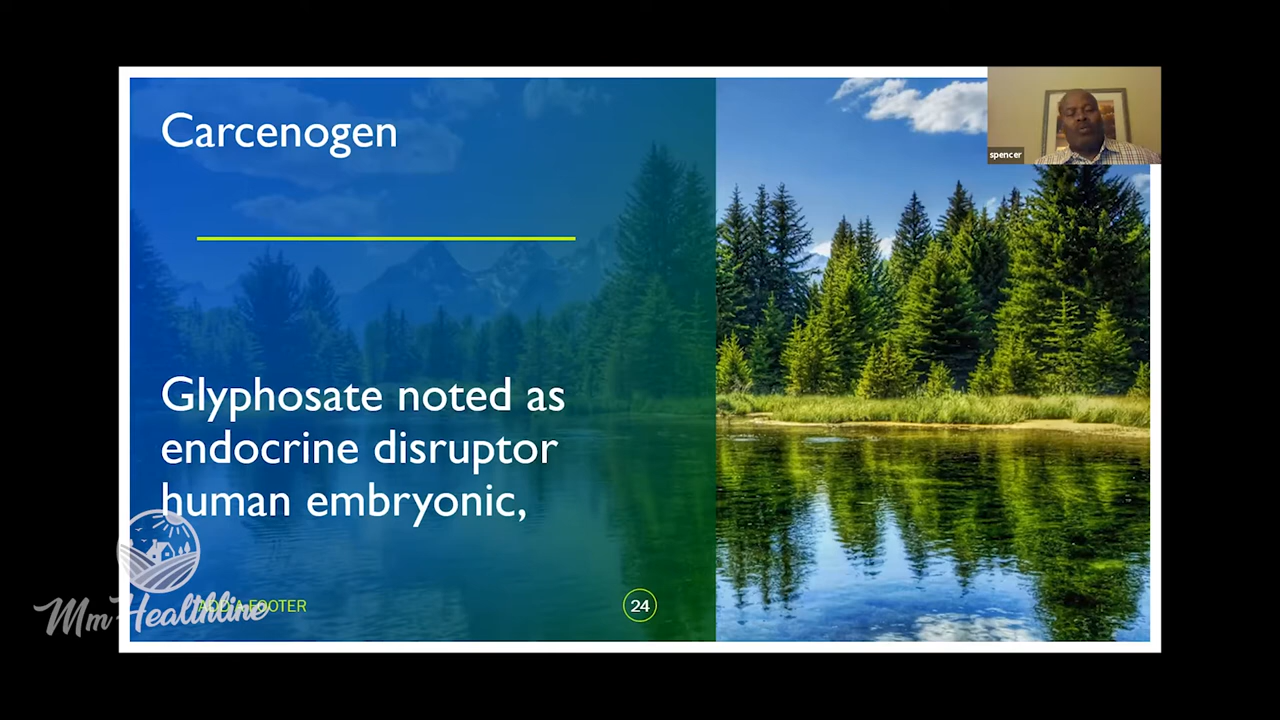 Carcenogen
spencer
Glyphosate noted as
endocrine disruptor
human embryonic,
ADD A FOOTER
24
Mm Healthline